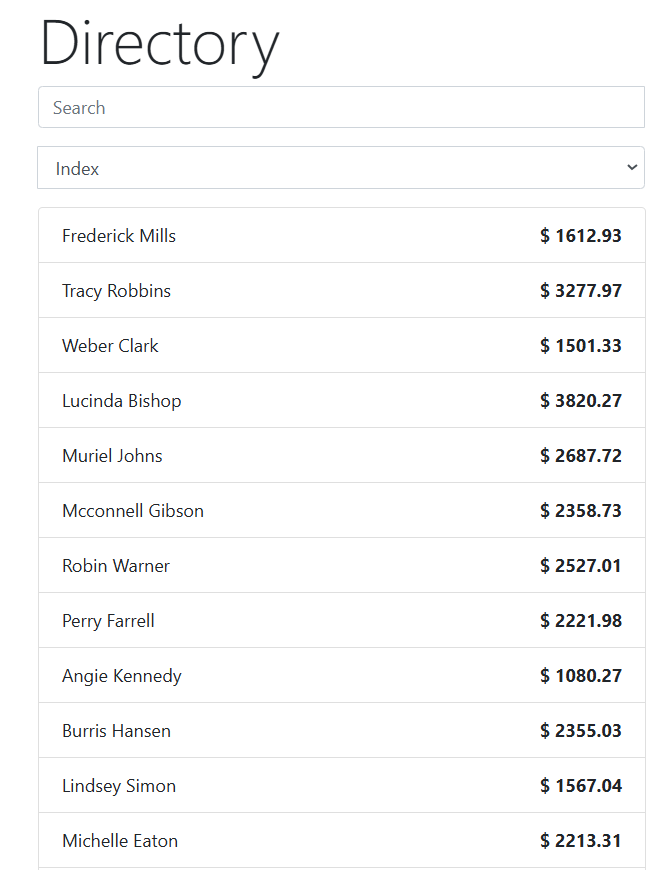 Directory
Search
Index
Frederick Mills $ 1612.93
Tracy Robbins $ 3277.97
Weber Clark $ 1501.33
Lucinda Bishop $ 3820.27
Muriel Johns $ 2687.72
Mcconnell Gibson $ 2358.73
Robin Warner $ 2527.01
Perry Farrell $ 2221.98
Angie Kennedy $ 1080.27
Burris Hansen $ 2355.03
Lindsey Simon $ 1567.04
Michelle Eaton $ 2213.31